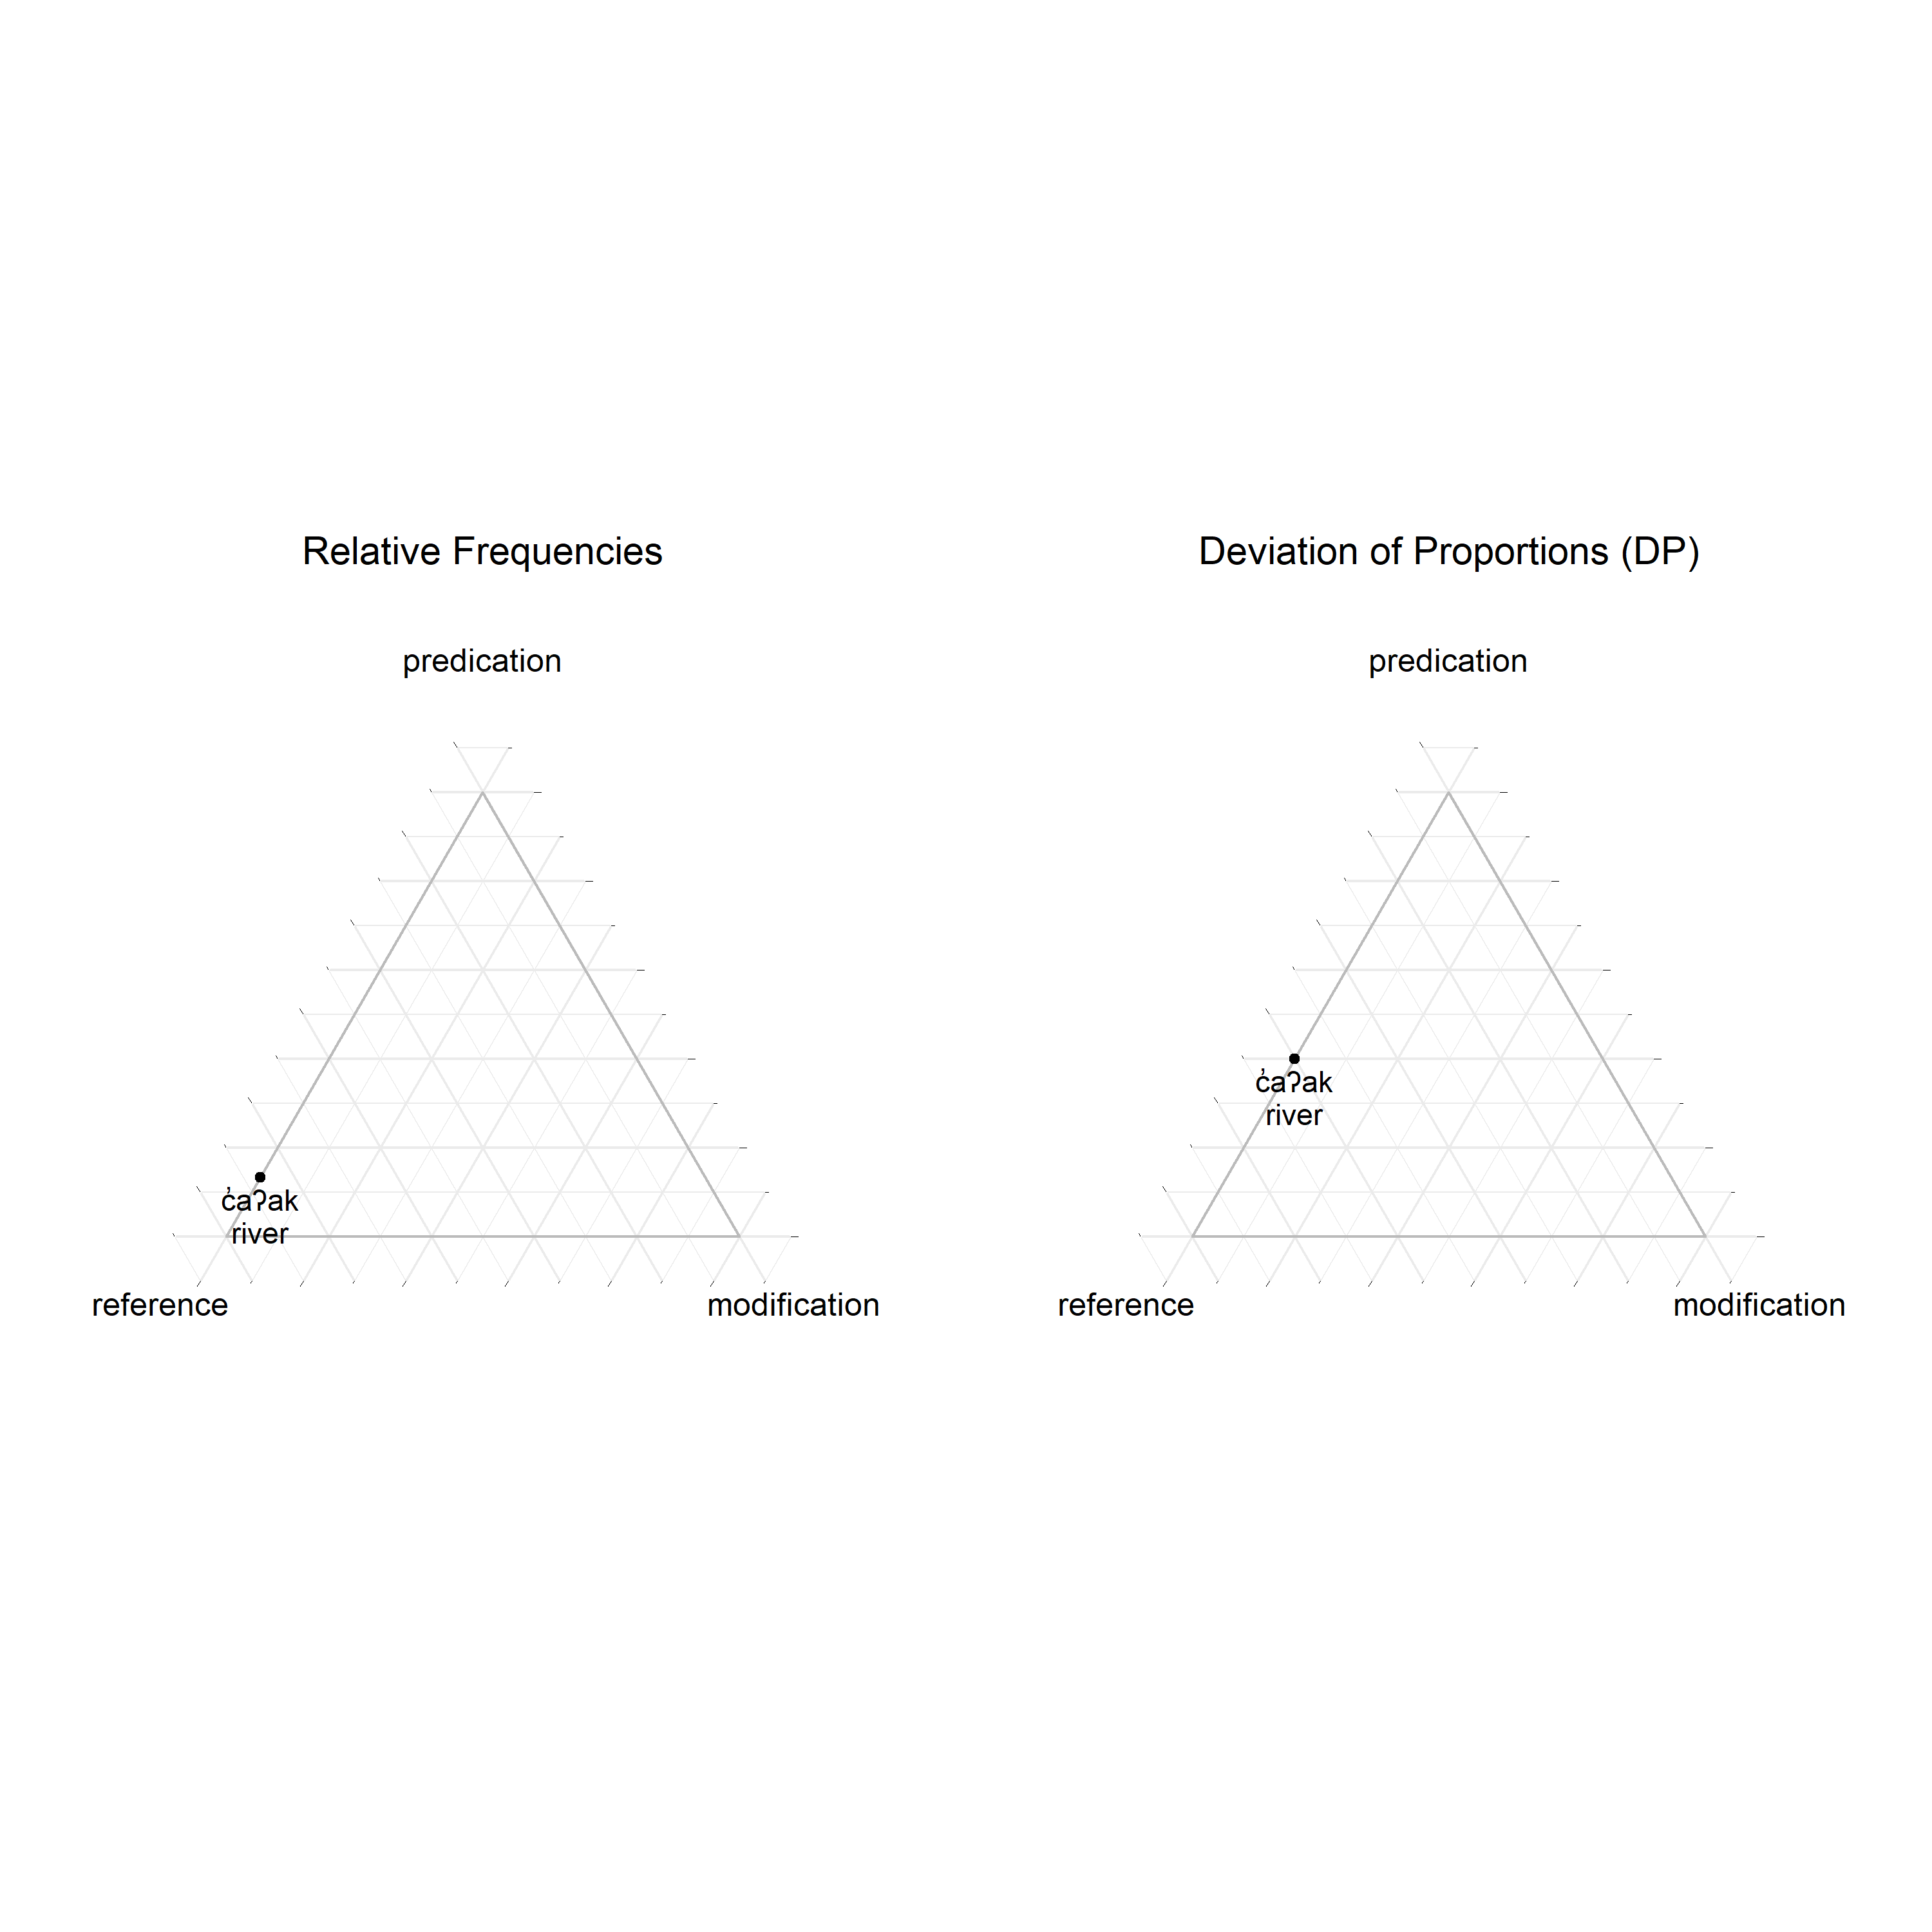 Relative Frequencies
predication
c̓aʔak
river
reference
modification
Deviation of Proportions (DP)
predication
c̓aʔak
river
reference
modification